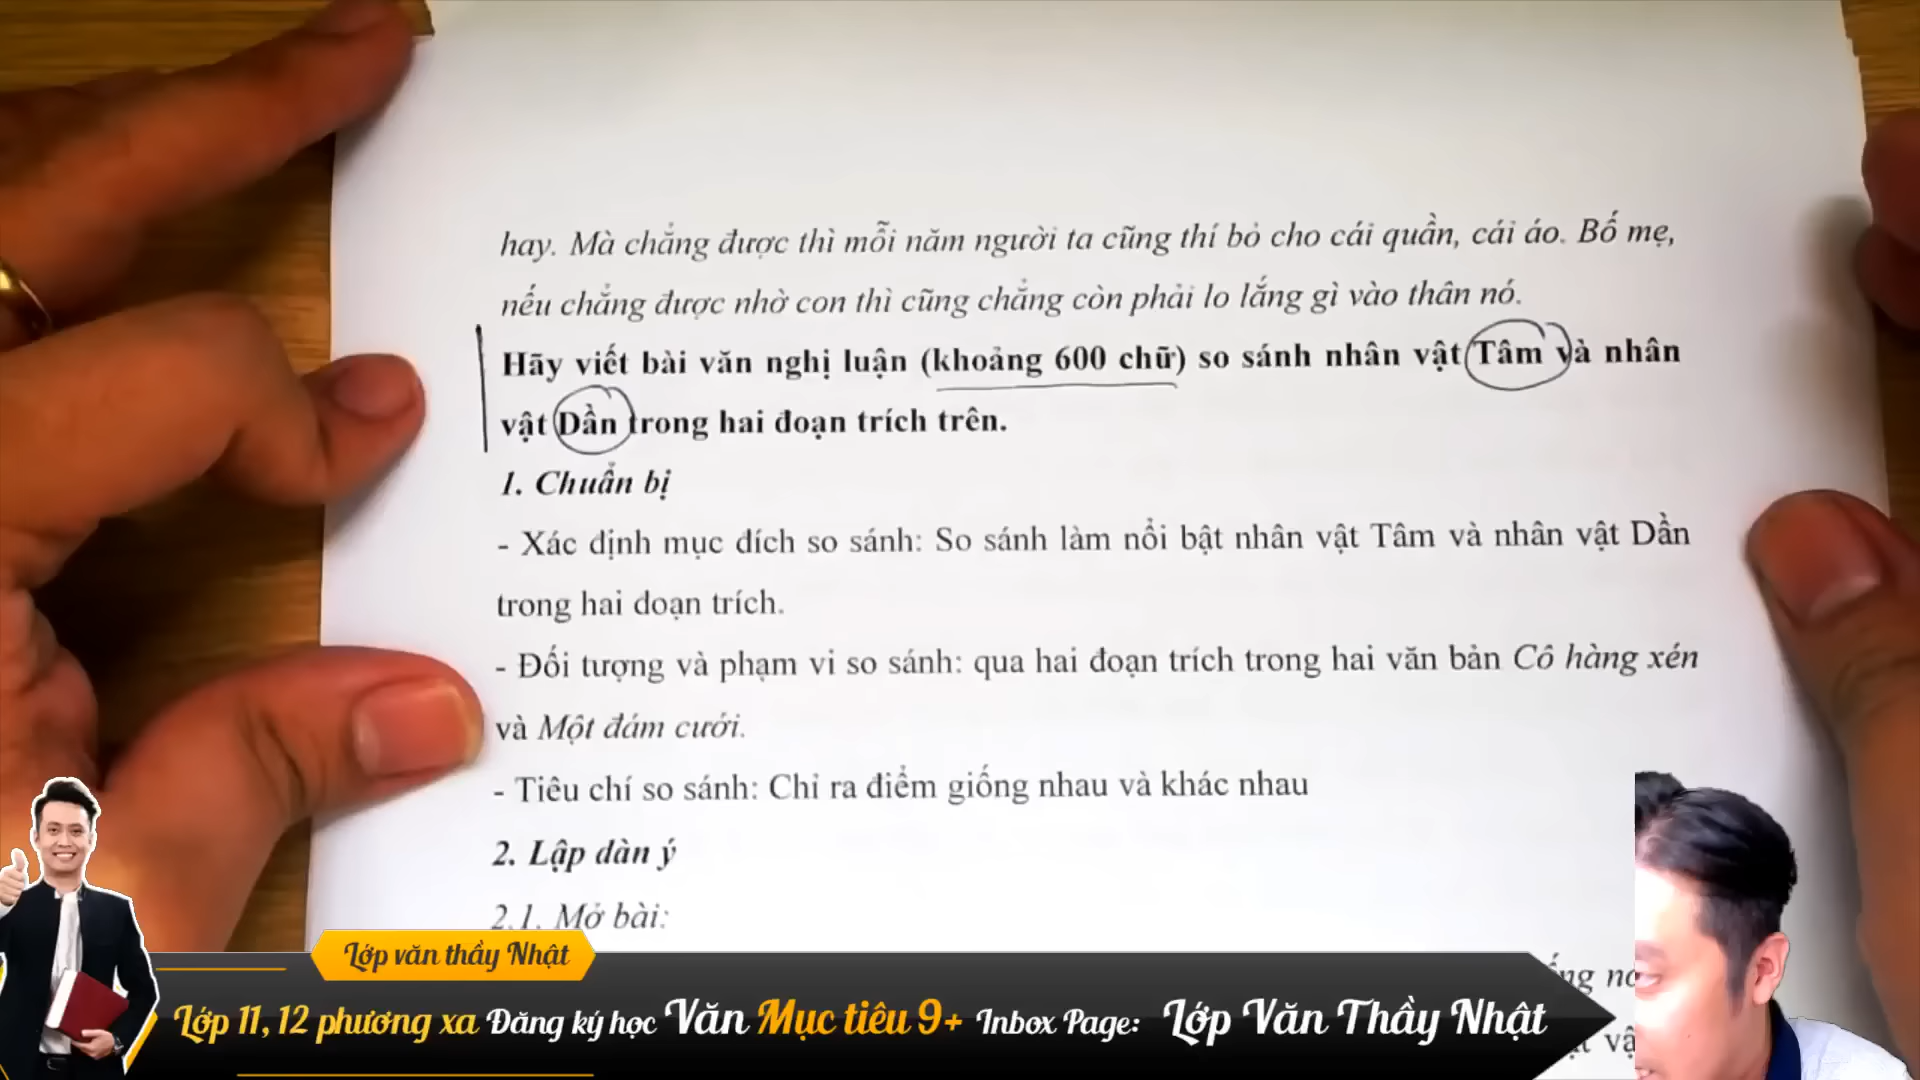 hay. Mà chẳng được thì mỗi năm người ta cũng thí bỏ cho cái quần, cái áo. Bố mẹ,
nếu chẳng được nhờ con thì cũng chẳng còn phải lo lắng gì vào thân nó.
Hãy viết bài văn nghị luận (khoảng 600 chữ) so sánh nhân vật Tâm và nhân
vật Dần trong hai đoạn trích trên.
1. Chuẩn bị
- Xác định mục đích so sánh: So sánh làm nổi bật nhân vật Tâm và nhân vật Dần
trong hai đoạn trích.
- Đối tượng và phạm vi so sánh: qua hai đoạn trích trong hai văn bản Cô hàng xén
và Một đám cưới.
- Tiêu chí so sánh: Chỉ ra điểm giống nhau và khác nhau
2. Lập dàn ý
2.1. Mở bài:
Lớp văn thầy Nhật
Lớp 11, 12 phương xa Đăng ký học Văn Mục tiêu 9+ Inbox Page: Lớp Văn Thầy Nhật